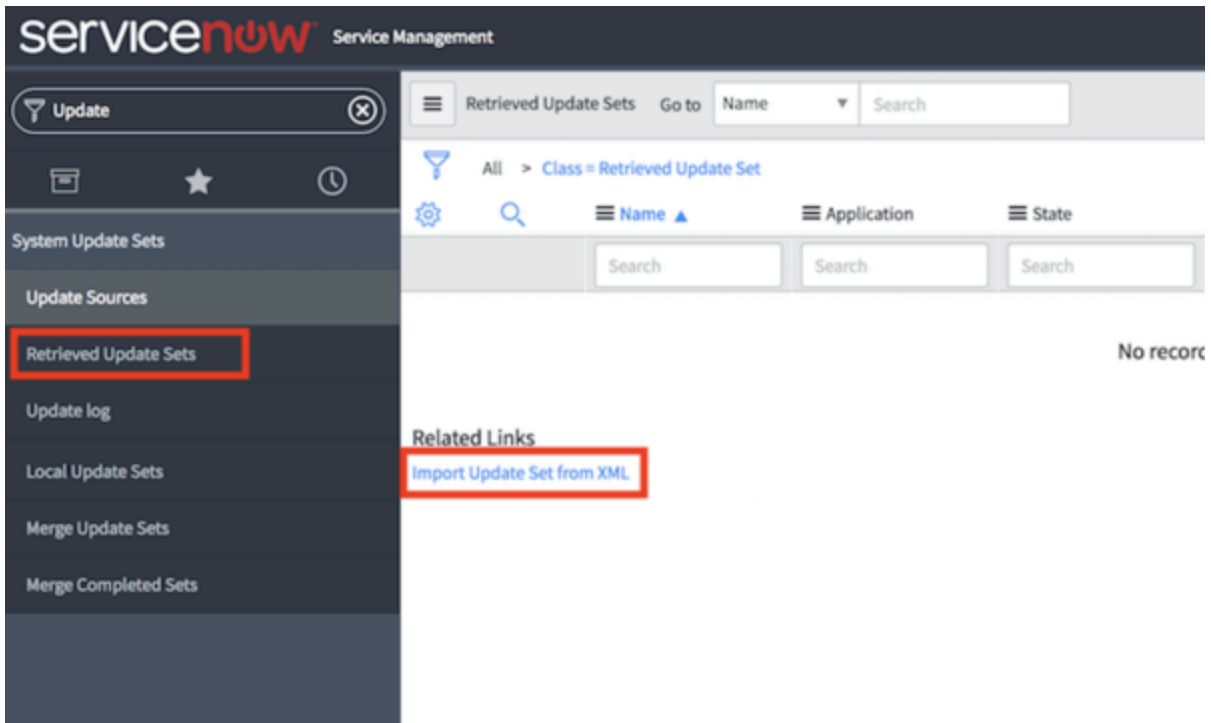 servicenow Service Management
Update
Retrieved Update Sets Go to Name Search
All > Class = Retrieved Update Set
Name Application State
Search Search Search
System Update Sets
Update Sources
Retrieved Update Sets
Update log
Local Update Sets
Merge Update Sets
Merge Completed Sets
No recor
Related Links
Import Update Set from XML